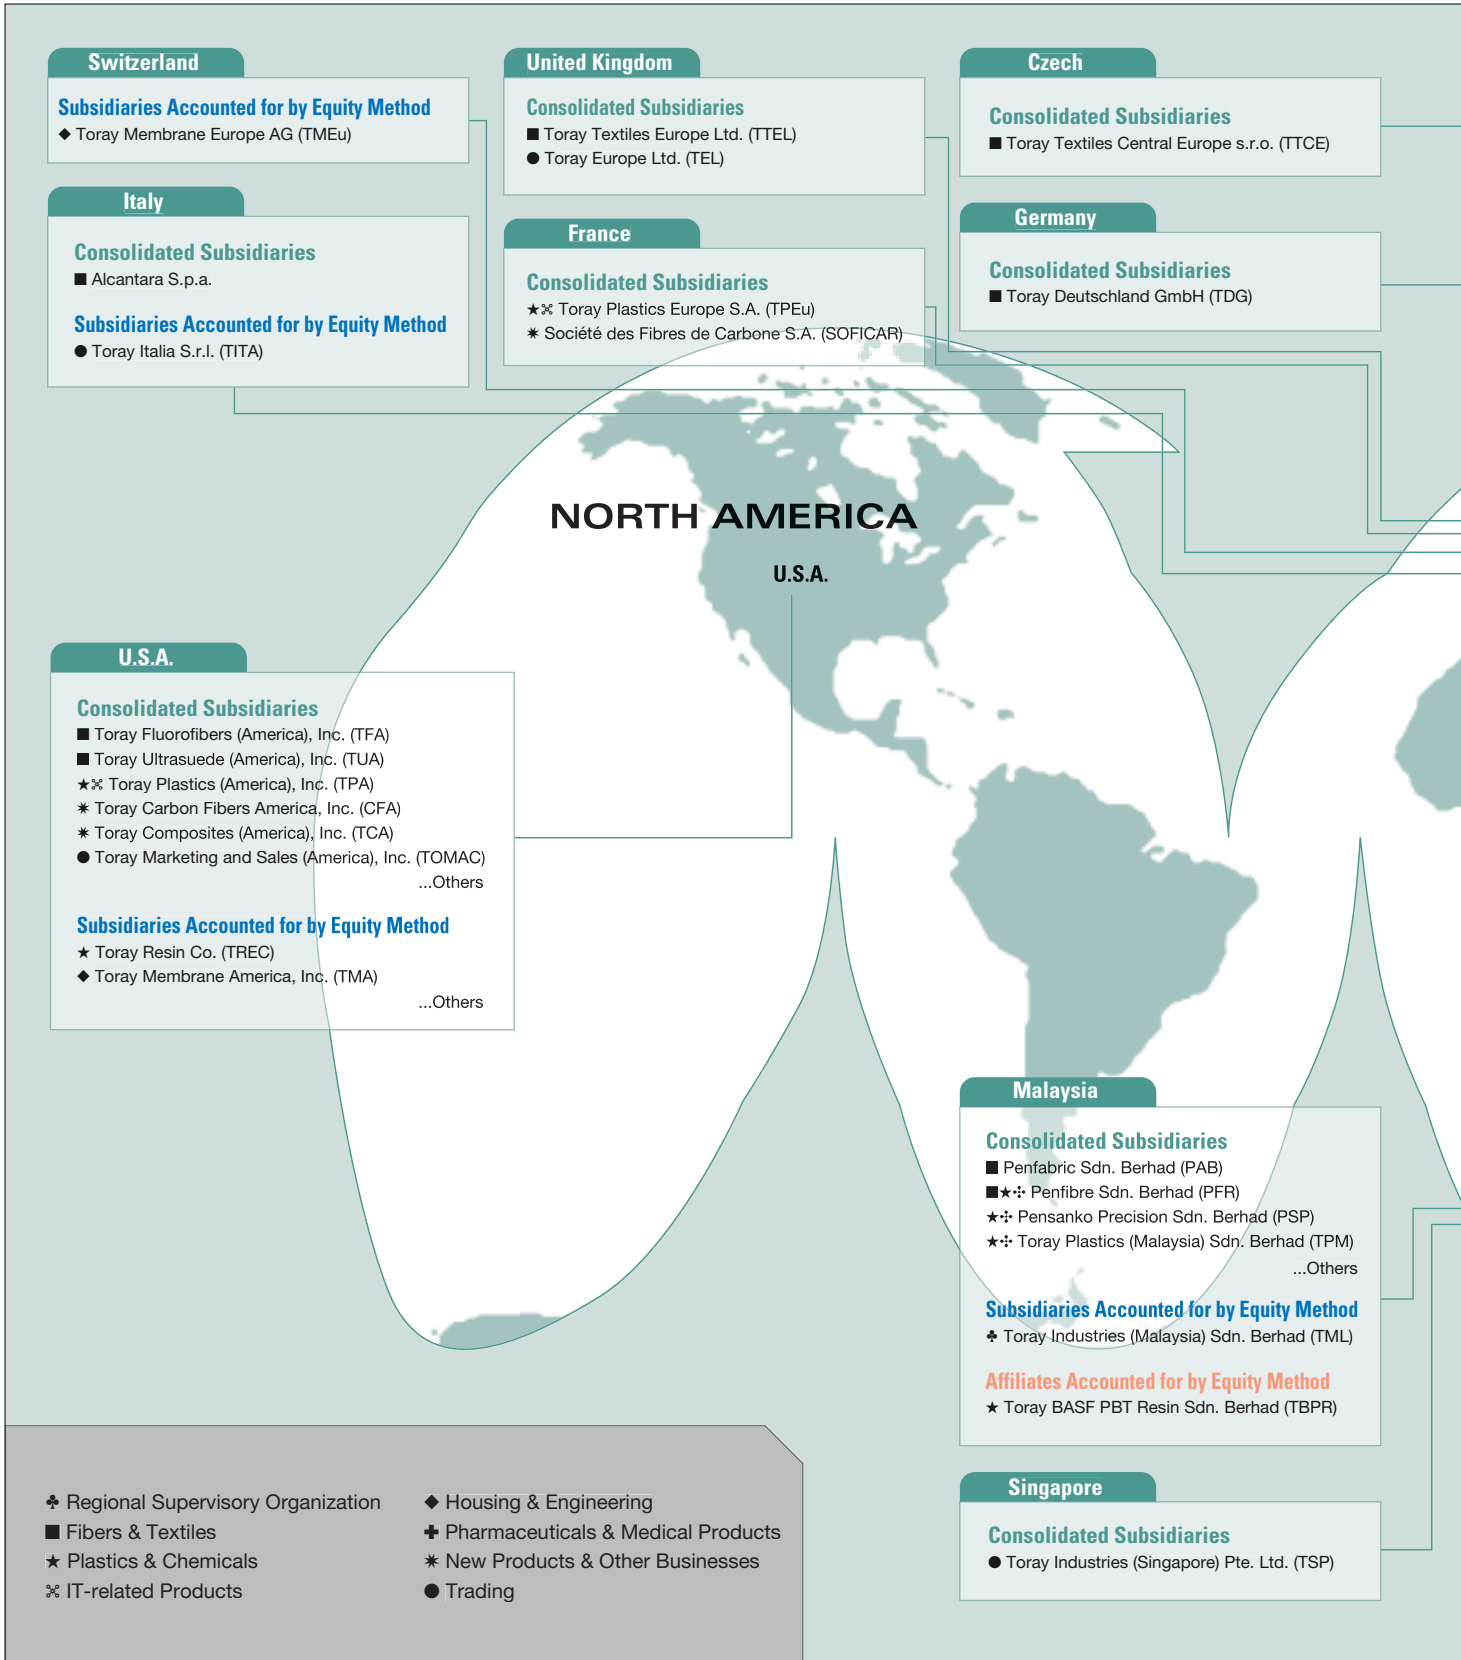 Switzerland
Subsidiaries Accounted for by Equity Method
◆ Toray Membrane Europe AG (TMEu)
Italy
Consolidated Subsidiaries
■ Alcantara S.p.a.
Subsidiaries Accounted for by Equity Method
● Toray Italia S.r.l. (TITA)
United Kingdom
Consolidated Subsidiaries
■ Toray Textiles Europe Ltd. (TTEL)
● Toray Europe Ltd. (TEL)
France
Consolidated Subsidiaries
★⌘ Toray Plastics Europe S.A. (TPEu)
✷ Société des Fibres de Carbone S.A. (SOFICAR)
Czech
Consolidated Subsidiaries
■ Toray Textiles Central Europe s.r.o. (TTCE)
Germany
Consolidated Subsidiaries
■ Toray Deutschland GmbH (TDG)
NORTH AMERICA
U.S.A.
U.S.A.
Consolidated Subsidiaries
■ Toray Fluorofibers (America), Inc. (TFA)
■ Toray Ultrasuede (America), Inc. (TUA)
★⌘ Toray Plastics (America), Inc. (TPA)
✷ Toray Carbon Fibers America, Inc. (CFA)
✷ Toray Composites (America), Inc. (TCA)
● Toray Marketing and Sales (America), Inc. (TOMAC)
...Others
Subsidiaries Accounted for by Equity Method
★ Toray Resin Co. (TREC)
◆ Toray Membrane America, Inc. (TMA)
...Others
Malaysia
Consolidated Subsidiaries
■ Penfabric Sdn. Berhad (PAB)
■★✣ Penfibre Sdn. Berhad (PFR)
★✣ Pensanko Precision Sdn. Berhad (PSP)
★✣ Toray Plastics (Malaysia) Sdn. Berhad (TPM)
...Others
Subsidiaries Accounted for by Equity Method
♣ Toray Industries (Malaysia) Sdn. Berhad (TML)
Affiliates Accounted for by Equity Method
★ Toray BASF PBT Resin Sdn. Berhad (TBPR)
Singapore
Consolidated Subsidiaries
● Toray Industries (Singapore) Pte. Ltd. (TSP)
♣ Regional Supervisory Organization
■ Fibers & Textiles
★ Plastics & Chemicals
⌘ IT-related Products
◆ Housing & Engineering
✚ Pharmaceuticals & Medical Products
✷ New Products & Other Businesses
● Trading